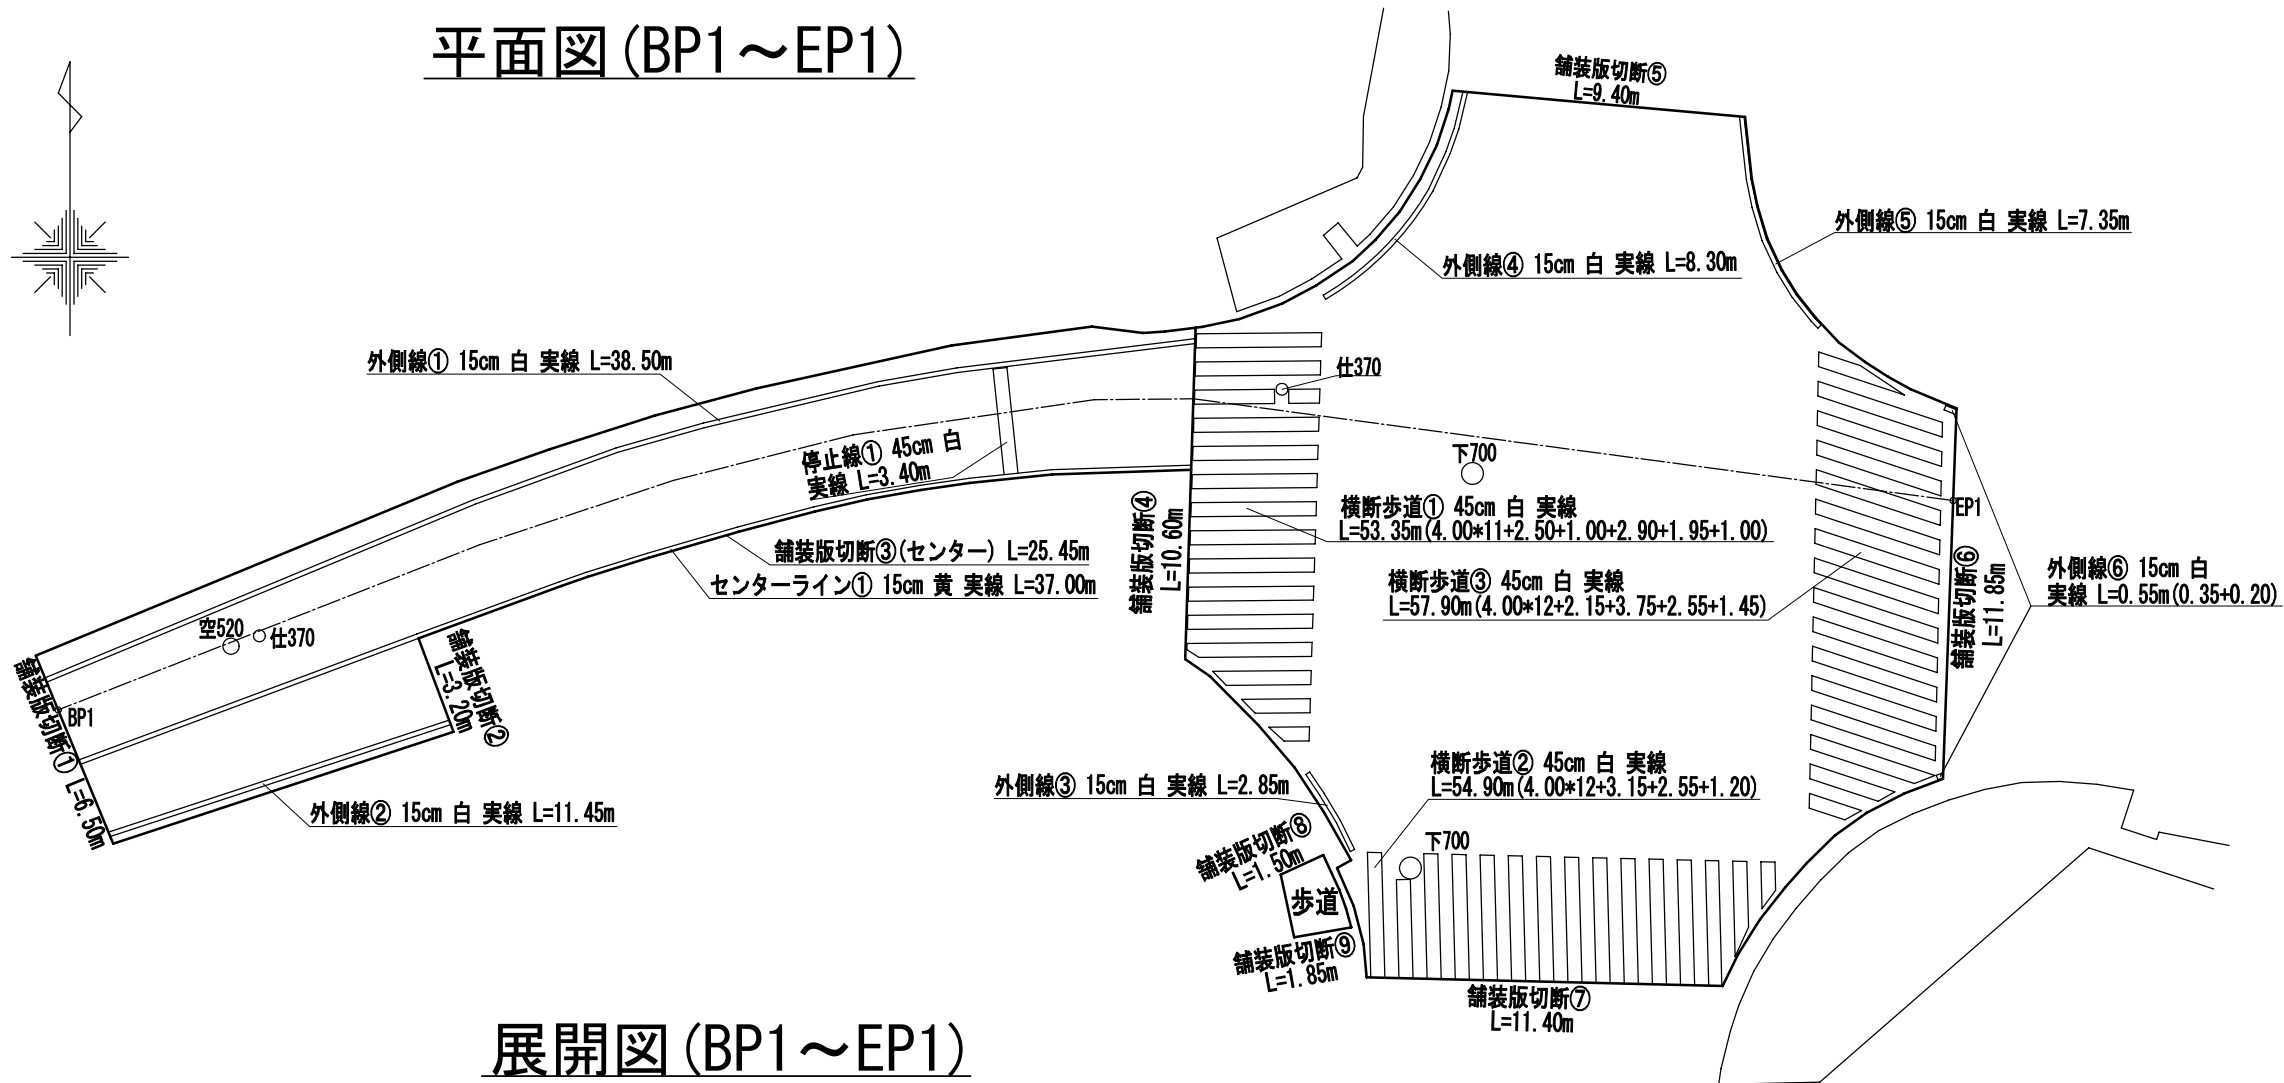 平面図(BP1～EP1)
舗装版切断⑤
L=9.40m
外側線⑤ 15cm 白 実線 L=7.35m
外側線④ 15cm 白 実線 L=8.30m
外側線① 15cm 白 実線 L=38.50m
仕370
停止線① 45cm 白
実線 L=3.40m
下700
横断歩道① 45cm 白 実線
L=53.35m(4.00*11+2.50+1.00+2.90+1.95+1.00)
EP1
舗装版切断④
L=10.60m
舗装版切断③(センター) L=25.45m
センターライン① 15cm 黄 実線 L=37.00m
横断歩道③ 45cm 白 実線
L=57.90m(4.00*12+2.15+3.75+2.55+1.45)
舗装版切断⑥
L=11.85m
外側線⑥ 15cm 白
実線 L=0.55m(0.35+0.20)
空520
仕370
舗装版切断②
L=3.20m
BP1
舗装版切断① L=6.50m
外側線② 15cm 白 実線 L=11.45m
外側線③ 15cm 白 実線 L=2.85m
横断歩道② 45cm 白 実線
L=54.90m(4.00*12+3.15+2.55+1.20)
下700
舗装版切断⑧
L=1.50m
歩道
舗装版切断⑨
L=1.85m
舗装版切断⑦
L=11.40m
展開図(BP1～EP1)